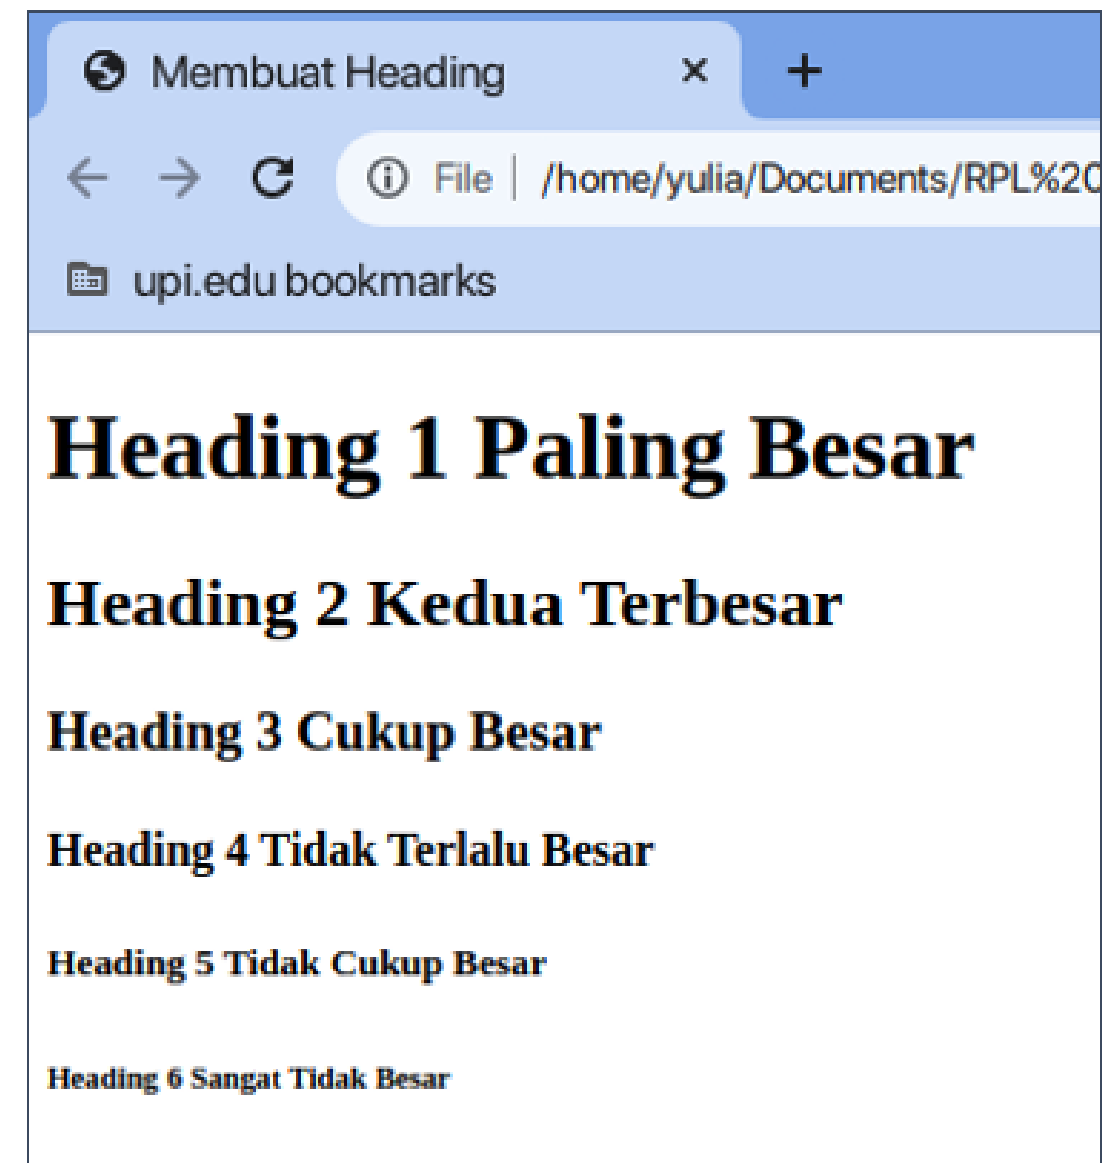 Membuat Heading
File /home/yulia/Documents/RPL%20
upi.edu bookmarks
Heading 1 Paling Besar
Heading 2 Kedua Terbesar
Heading 3 Cukup Besar
Heading 4 Tidak Terlalu Besar
Heading 5 Tidak Cukup Besar
Heading 6 Sangat Tidak Besar